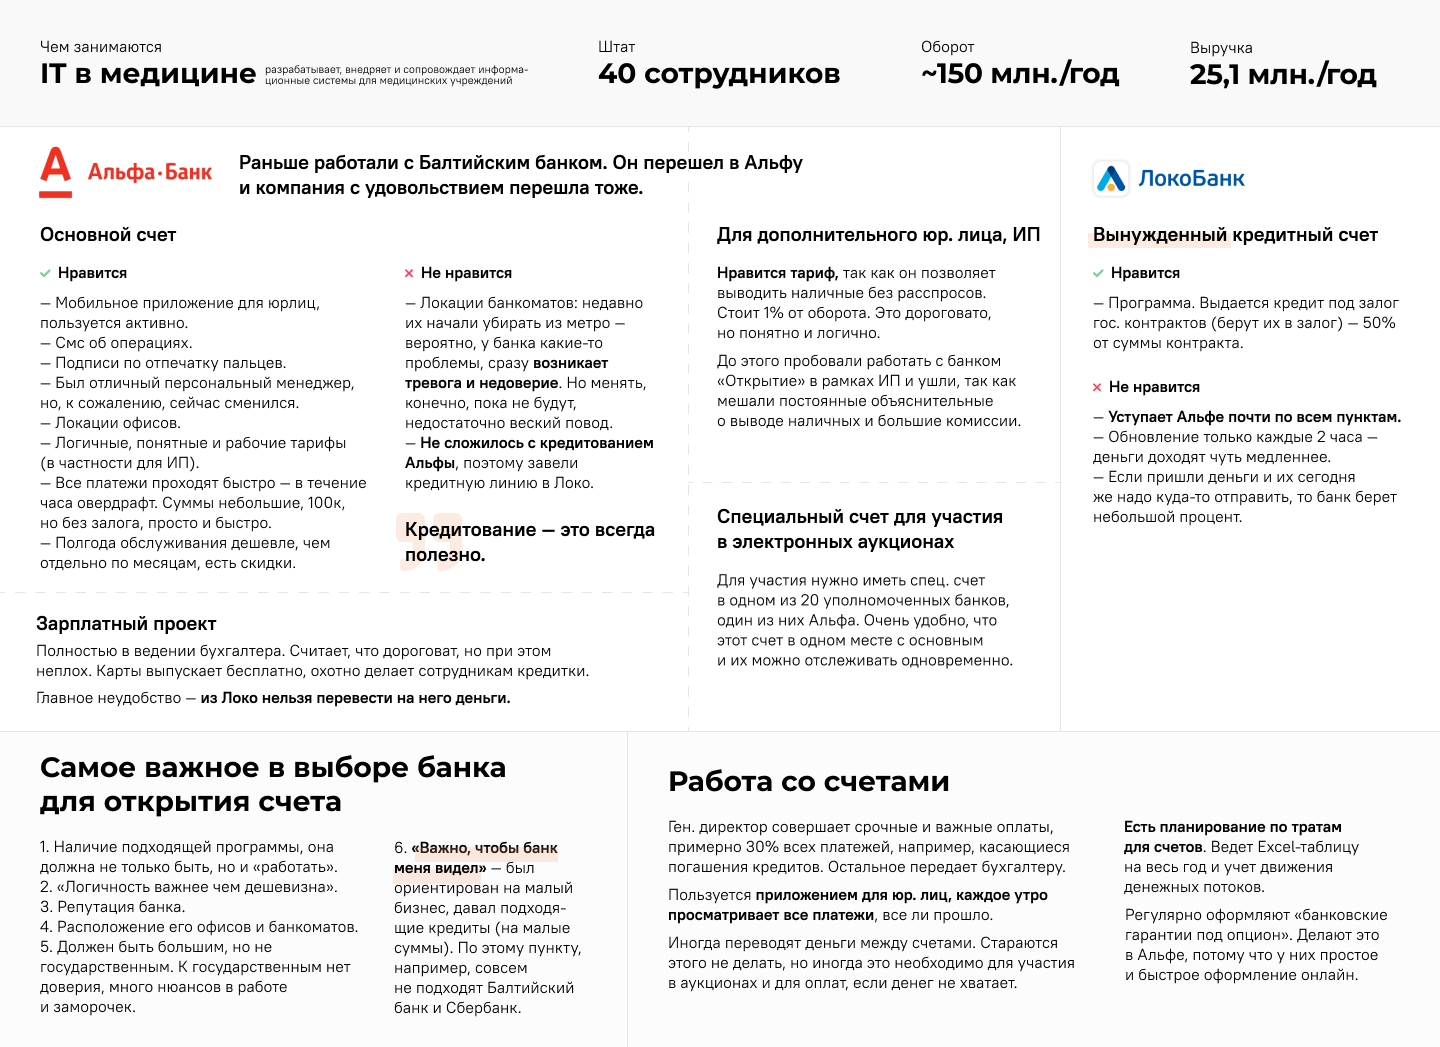 Чем занимаются
IT в медицине
разрабатывает, внедряет и сопровождает информа-
ционные системы для медицинских учреждений
Штат
40 сотрудников
Оборот
~150 млн./год
Выручка
25,1 млн./год
Альфа·Банк
Раньше работали с Балтийским банком. Он перешел в Альфу
и компания с удовольствием перешла тоже.
Основной счет
Нравится
— Мобильное приложение для юрлиц,
пользуется активно.
— Смс об операциях.
— Подписи по отпечатку пальцев.
— Был отличный персональный менеджер,
но, к сожалению, сейчас сменился.
— Локации офисов.
— Логичные, понятные и рабочие тарифы
(в частности для ИП).
— Все платежи проходят быстро — в течение
часа овердрафт. Суммы небольшие, 100к,
но без залога, просто и быстро.
— Полгода обслуживания дешевле, чем
отдельно по месяцам, есть скидки.
Не нравится
— Локации банкоматов: недавно
их начали убирать из метро —
вероятно, у банка какие-то
проблемы, сразу возникает
тревога и недоверие. Но менять,
конечно, пока не будут,
недостаточно веский повод.
— Не сложилось с кредитованием
Альфы, поэтому завели
кредитную линию в Локо.
Кредитование — это всегда
полезно.
Зарплатный проект
Полностью в ведении бухгалтера. Считает, что дороговат, но при этом
неплох. Карты выпускает бесплатно, охотно делает сотрудникам кредитки.
Главное неудобство — из Локо нельзя перевести на него деньги.
Для дополнительного юр. лица, ИП
Нравится тариф, так как он позволяет
выводить наличные без расспросов.
Стоит 1% от оборота. Это дороговато,
но понятно и логично.
До этого пробовали работать с банком
«Открытие» в рамках ИП и ушли, так как
мешали постоянные объяснительные
о выводе наличных и большие комиссии.
Специальный счет для участия
в электронных аукционах
Для участия нужно иметь спец. счет
в одном из 20 уполномоченных банков,
один из них Альфа. Очень удобно, что
этот счет в одном месте с основным
и их можно отслеживать одновременно.
ЛокоБанк
Вынужденный кредитный счет
Нравится
— Программа. Выдается кредит под залог
гос. контрактов (берут их в залог) — 50%
от суммы контракта.
Не нравится
— Уступает Альфе почти по всем пунктам.
— Обновление только каждые 2 часа —
деньги доходят чуть медленнее.
— Если пришли деньги и их сегодня
же надо куда-то отправить, то банк берет
небольшой процент.
Самое важное в выборе банка
для открытия счета
1. Наличие подходящей программы, она
должна не только быть, но и «работать».
2. «Логичность важнее чем дешевизна».
3. Репутация банка.
4. Расположение его офисов и банкоматов.
5. Должен быть большим, но не
государственным. К государственным нет
доверия, много нюансов в работе
и заморочек.
6. «Важно, чтобы банк
меня видел» — был
ориентирован на малый
бизнес, давал подходя-
щие кредиты (на малые
суммы). По этому пункту,
например, совсем
не подходят Балтийский
банк и Сбербанк.
Работа со счетами
Ген. директор совершает срочные и важные оплаты,
примерно 30% всех платежей, например, касающиеся
погашения кредитов. Остальное передает бухгалтеру.
Пользуется приложением для юр. лиц, каждое утро
просматривает все платежи, все ли прошло.
Иногда переводят деньги между счетами. Стараются
этого не делать, но иногда это необходимо для участия
в аукционах и для оплат, если денег не хватает.
Есть планирование по тратам
для счетов. Ведет Excel-таблицу
на весь год и учет движения
денежных потоков.
Регулярно оформляют «банковские
гарантии под опцион». Делают это
в Альфе, потому что у них простое
и быстрое оформление онлайн.